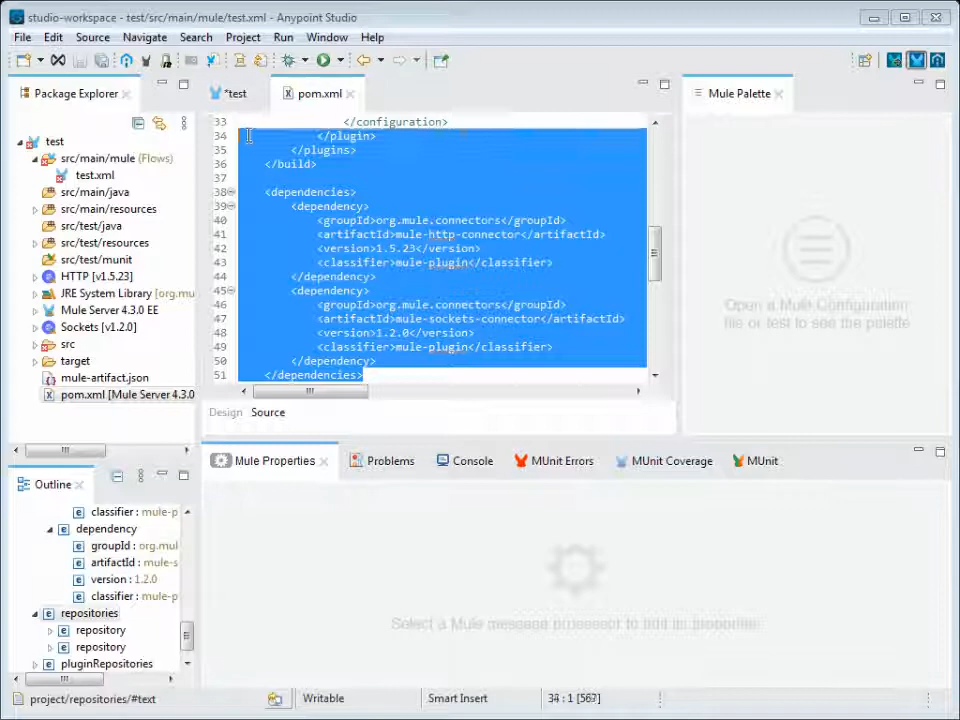 studio-workspace - test/src/main/mule/test.xml - Anypoint Studio
File Edit Source Navigate Search Project Run Window Help
Package Explorer
*test
pom.xml
Mule Palette
test
src/main/mule (Flows)
test.xml
src/main/java
src/main/resources
src/test/java
src/test/resources
src/test/munit
HTTP [v1.5.23]
JRE System Library [org.mu
Mule Server 4.3.0 EE
Sockets [v1.2.0]
src
target
mule-artifact.json
pom.xml [Mule Server 4.3.0
33 </configuration>
34 </plugin>
35 </plugins>
36 </build>
37
38 <dependencies>
39 <dependency>
40 <groupId>org.mule.connectors</groupId>
41 <artifactId>mule-http-connector</artifactId>
42 <version>1.5.23</version>
43 <classifier>mule-plugin</classifier>
44 </dependency>
45 <dependency>
46 <groupId>org.mule.connectors</groupId>
47 <artifactId>mule-sockets-connector</artifactId>
48 <version>1.2.0</version>
49 <classifier>mule-plugin</classifier>
50 </dependency>
51 </dependencies>
Design Source
Open a Mule Configuration
file or test to see the palette
Outline
classifier : mule-p
dependency
groupId : org.mul
artifactId : mule-s
version : 1.2.0
classifier : mule-p
repositories
repository
repository
pluginRepositories
Mule Properties
Problems
Console
MUnit Errors
MUnit Coverage
MUnit
Select a Mule message processor to edit its properties.
project/repositories/#text
Writable
Smart Insert
34 : 1 [567]